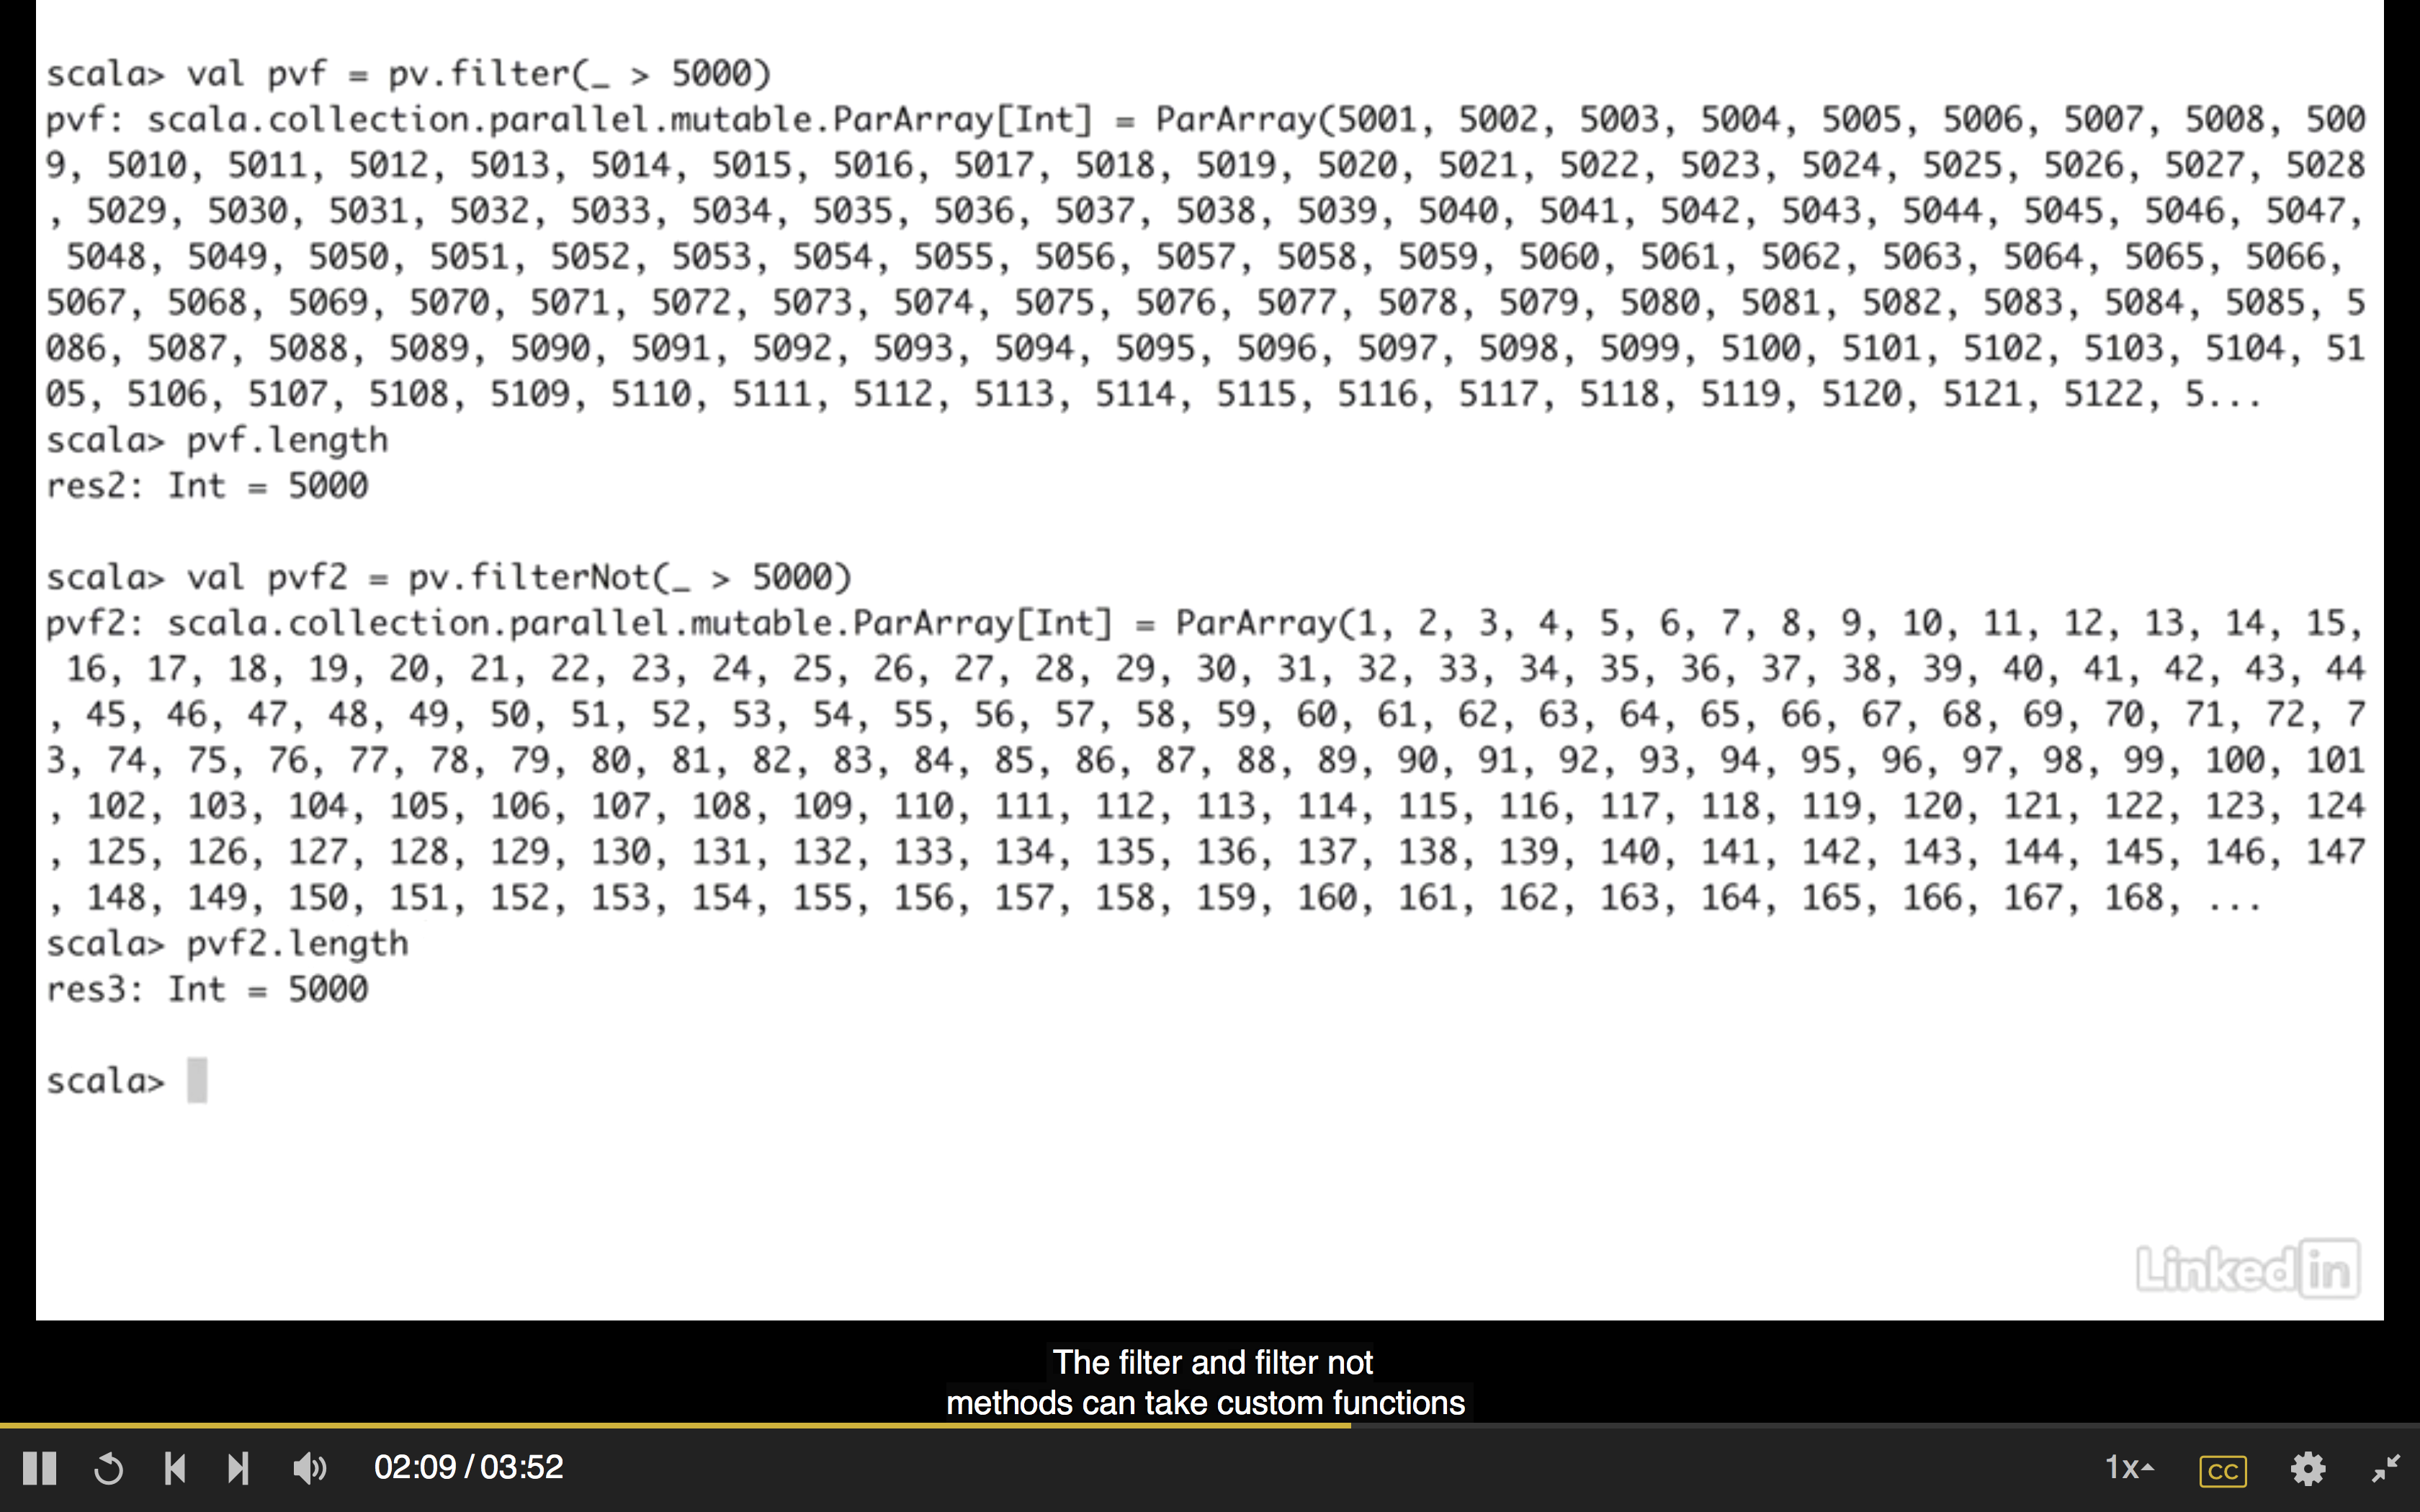 scala> val pvf = pv.filter(_ > 5000)
pvf: scala.collection.parallel.mutable.ParArray[Int] = ParArray(5001, 5002, 5003, 5004, 5005, 5006, 5007, 5008, 500
9, 5010, 5011, 5012, 5013, 5014, 5015, 5016, 5017, 5018, 5019, 5020, 5021, 5022, 5023, 5024, 5025, 5026, 5027, 5028
, 5029, 5030, 5031, 5032, 5033, 5034, 5035, 5036, 5037, 5038, 5039, 5040, 5041, 5042, 5043, 5044, 5045, 5046, 5047,
 5048, 5049, 5050, 5051, 5052, 5053, 5054, 5055, 5056, 5057, 5058, 5059, 5060, 5061, 5062, 5063, 5064, 5065, 5066,
5067, 5068, 5069, 5070, 5071, 5072, 5073, 5074, 5075, 5076, 5077, 5078, 5079, 5080, 5081, 5082, 5083, 5084, 5085, 5
086, 5087, 5088, 5089, 5090, 5091, 5092, 5093, 5094, 5095, 5096, 5097, 5098, 5099, 5100, 5101, 5102, 5103, 5104, 51
05, 5106, 5107, 5108, 5109, 5110, 5111, 5112, 5113, 5114, 5115, 5116, 5117, 5118, 5119, 5120, 5121, 5122, 5...
scala> pvf.length
res2: Int = 5000
scala> val pvf2 = pv.filterNot(_ > 5000)
pvf2: scala.collection.parallel.mutable.ParArray[Int] = ParArray(1, 2, 3, 4, 5, 6, 7, 8, 9, 10, 11, 12, 13, 14, 15,
 16, 17, 18, 19, 20, 21, 22, 23, 24, 25, 26, 27, 28, 29, 30, 31, 32, 33, 34, 35, 36, 37, 38, 39, 40, 41, 42, 43, 44
, 45, 46, 47, 48, 49, 50, 51, 52, 53, 54, 55, 56, 57, 58, 59, 60, 61, 62, 63, 64, 65, 66, 67, 68, 69, 70, 71, 72, 7
3, 74, 75, 76, 77, 78, 79, 80, 81, 82, 83, 84, 85, 86, 87, 88, 89, 90, 91, 92, 93, 94, 95, 96, 97, 98, 99, 100, 101
, 102, 103, 104, 105, 106, 107, 108, 109, 110, 111, 112, 113, 114, 115, 116, 117, 118, 119, 120, 121, 122, 123, 124
, 125, 126, 127, 128, 129, 130, 131, 132, 133, 134, 135, 136, 137, 138, 139, 140, 141, 142, 143, 144, 145, 146, 147
, 148, 149, 150, 151, 152, 153, 154, 155, 156, 157, 158, 159, 160, 161, 162, 163, 164, 165, 166, 167, 168, ...
scala> pvf2.length
res3: Int = 5000
scala>
Linked in
The filter and filter not
methods can take custom functions
02:09 / 03:52
1x
CC